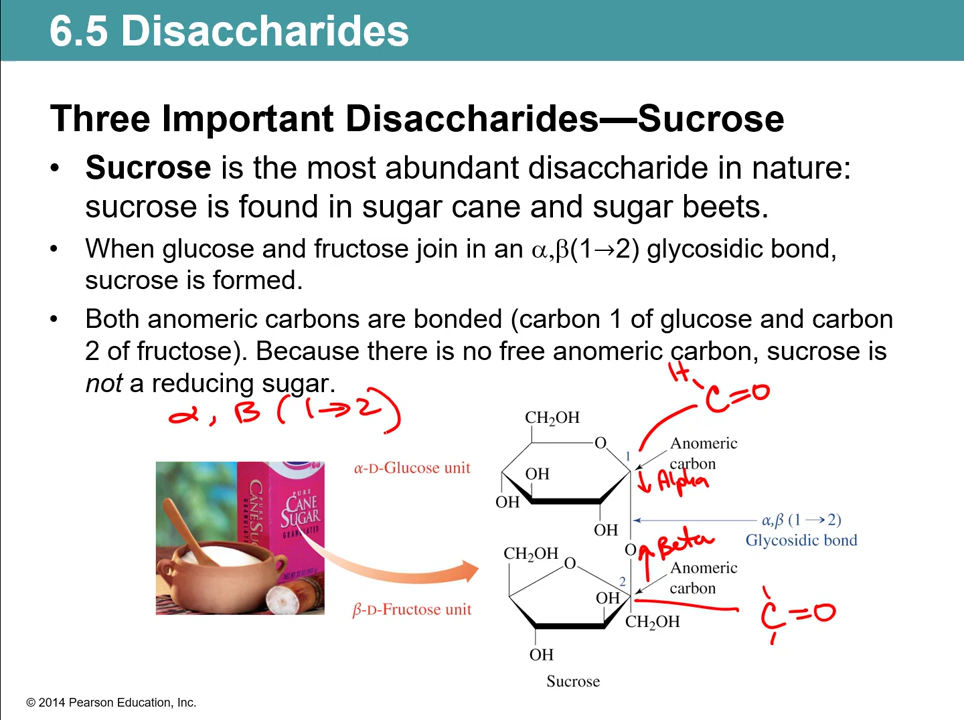 6.5 Disaccharides
Three Important Disaccharides—Sucrose
• Sucrose is the most abundant disaccharide in nature:
sucrose is found in sugar cane and sugar beets.
• When glucose and fructose join in an α,β(1→2) glycosidic bond,
sucrose is formed.
• Both anomeric carbons are bonded (carbon 1 of glucose and carbon
2 of fructose). Because there is no free anomeric carbon, sucrose is
not a reducing sugar.
α, B (1→2)
H
C=O
CH₂OH
O
1
Anomeric
carbon
α-D-Glucose unit
OH
OH
OH
↓ Alpha
PURE
CANE
SUGAR
GRANULATED
α,β (1→2)
Glycosidic bond
O
↑ Beta
CH₂OH
O
2
Anomeric
carbon
β-D-Fructose unit
OH
CH₂OH
C=O
OH
Sucrose
© 2014 Pearson Education, Inc.